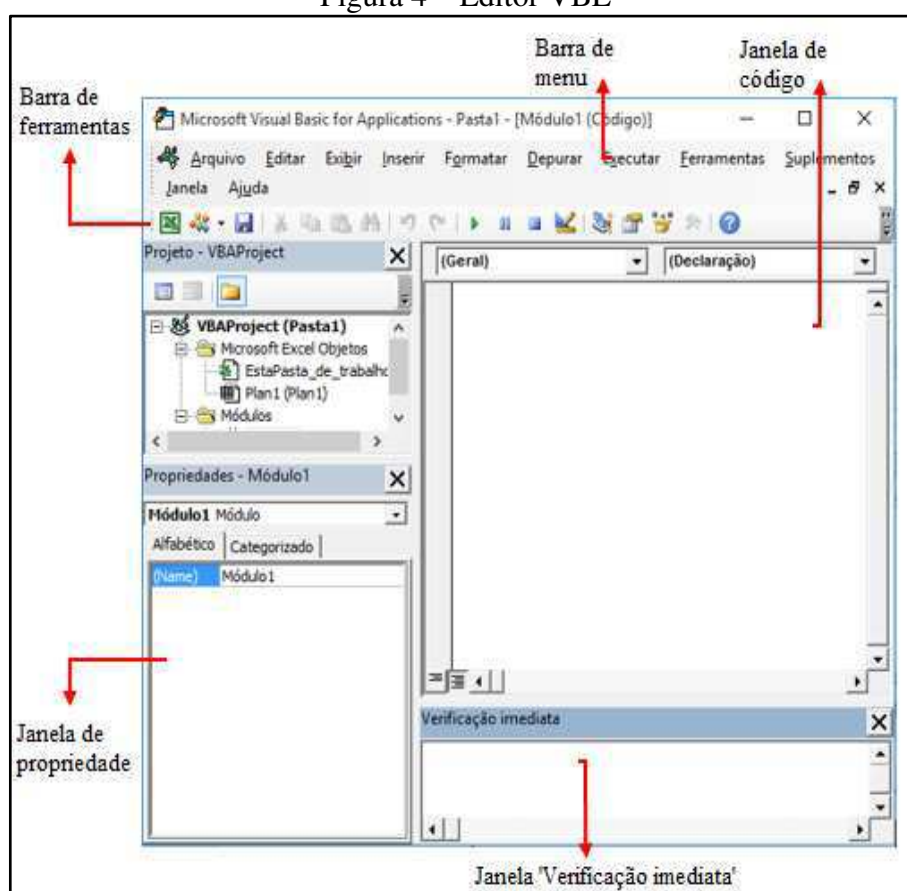 Figura 4 – Editor VBE
Barra de
menu
Janela de
código
Barra de
ferramentas
Microsoft Visual Basic for Applications - Pasta1 - [Módulo1 (Código)]
Arquivo Editar Exibir Inserir Formatar Depurar Executar Ferramentas Suplementos
Janela Ajuda
Projeto - VBAProject
(Geral)
(Declaração)
VBAProject (Pasta1)
Microsoft Excel Objetos
EstaPasta_de_trabalho
Plan1 (Plan1)
Módulos
Propriedades - Módulo1
Módulo1 Módulo
Alfabético Categorizado
(Name) Módulo1
Verificação imediata
Janela de
propriedade
Janela 'Verificação imediata'